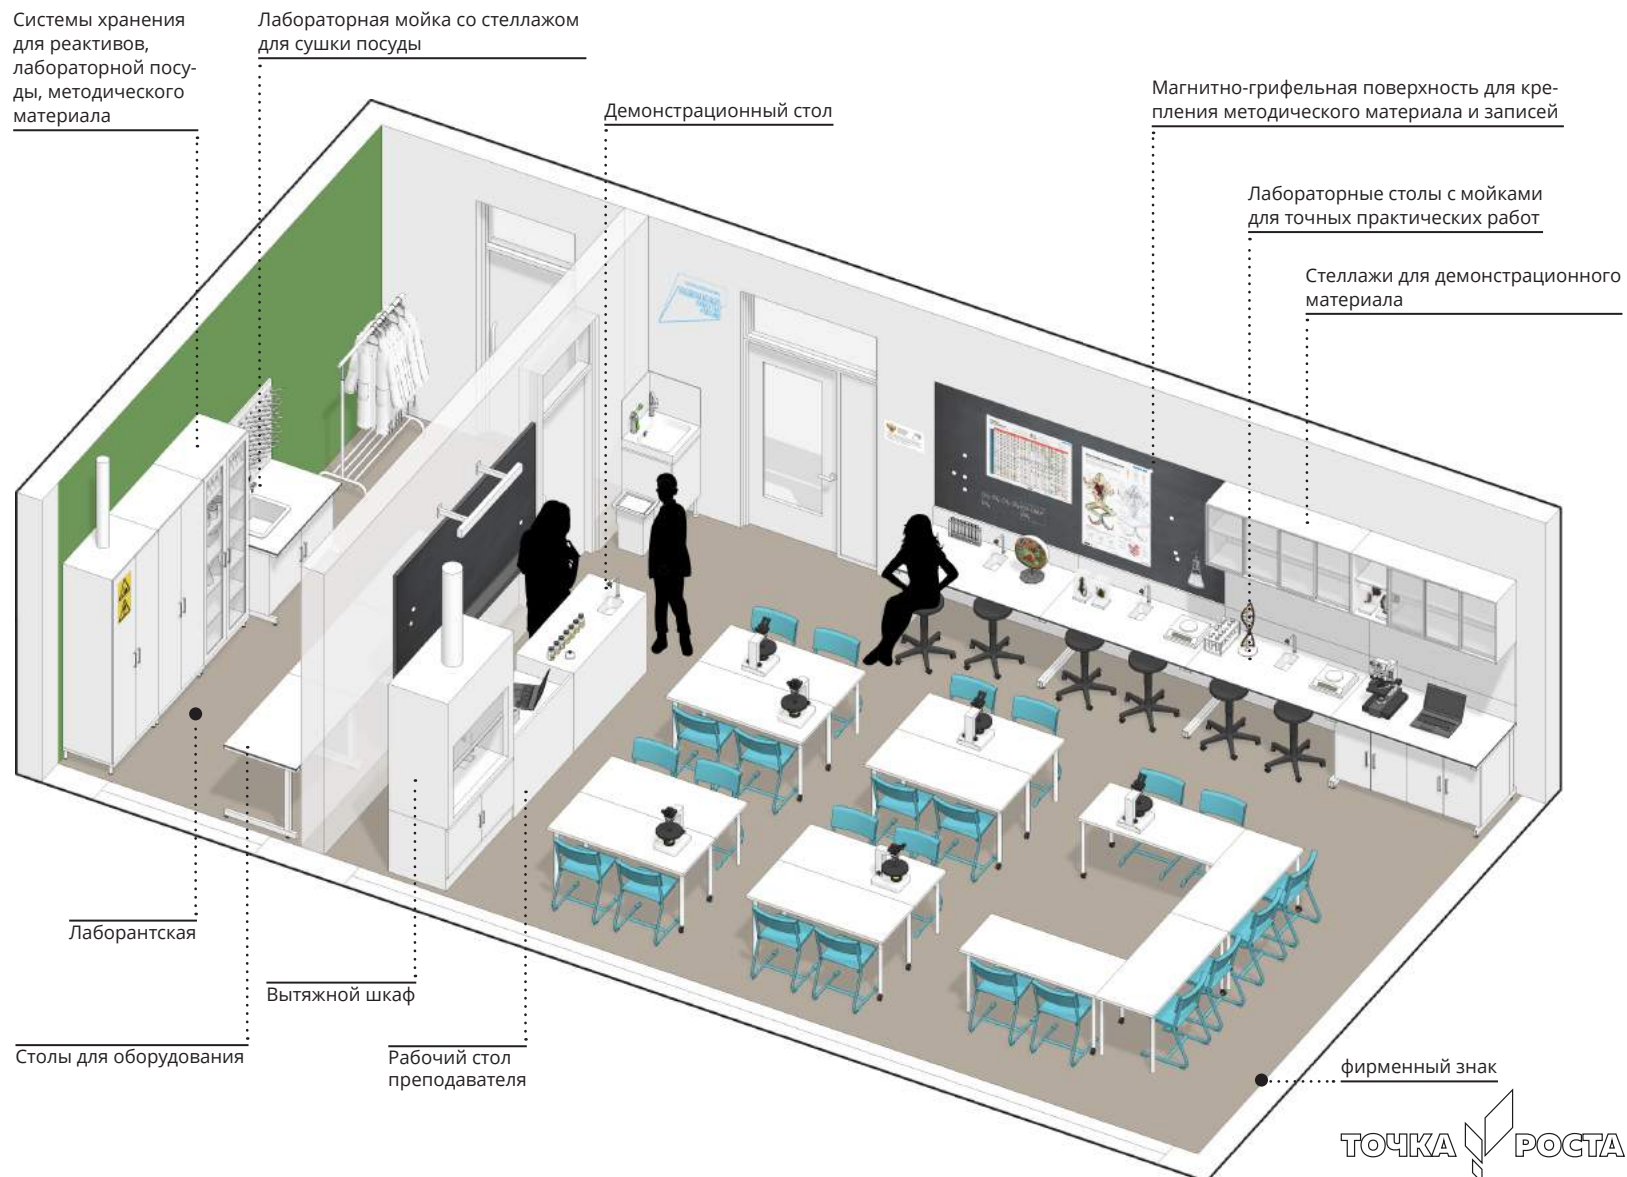 Системы хранения
для реактивов,
лабораторной посу-
ды, методического
материала
Лабораторная мойка со стеллажом
для сушки посуды
Демонстрационный стол
Магнитно-грифельная поверхность для кре-
пления методического материала и записей
Лабораторные столы с мойками
для точных практических работ
Стеллажи для демонстрационного
материала
Лаборантская
Вытяжной шкаф
Столы для оборудования
Рабочий стол
преподавателя
фирменный знак
ТОЧКА РОСТА